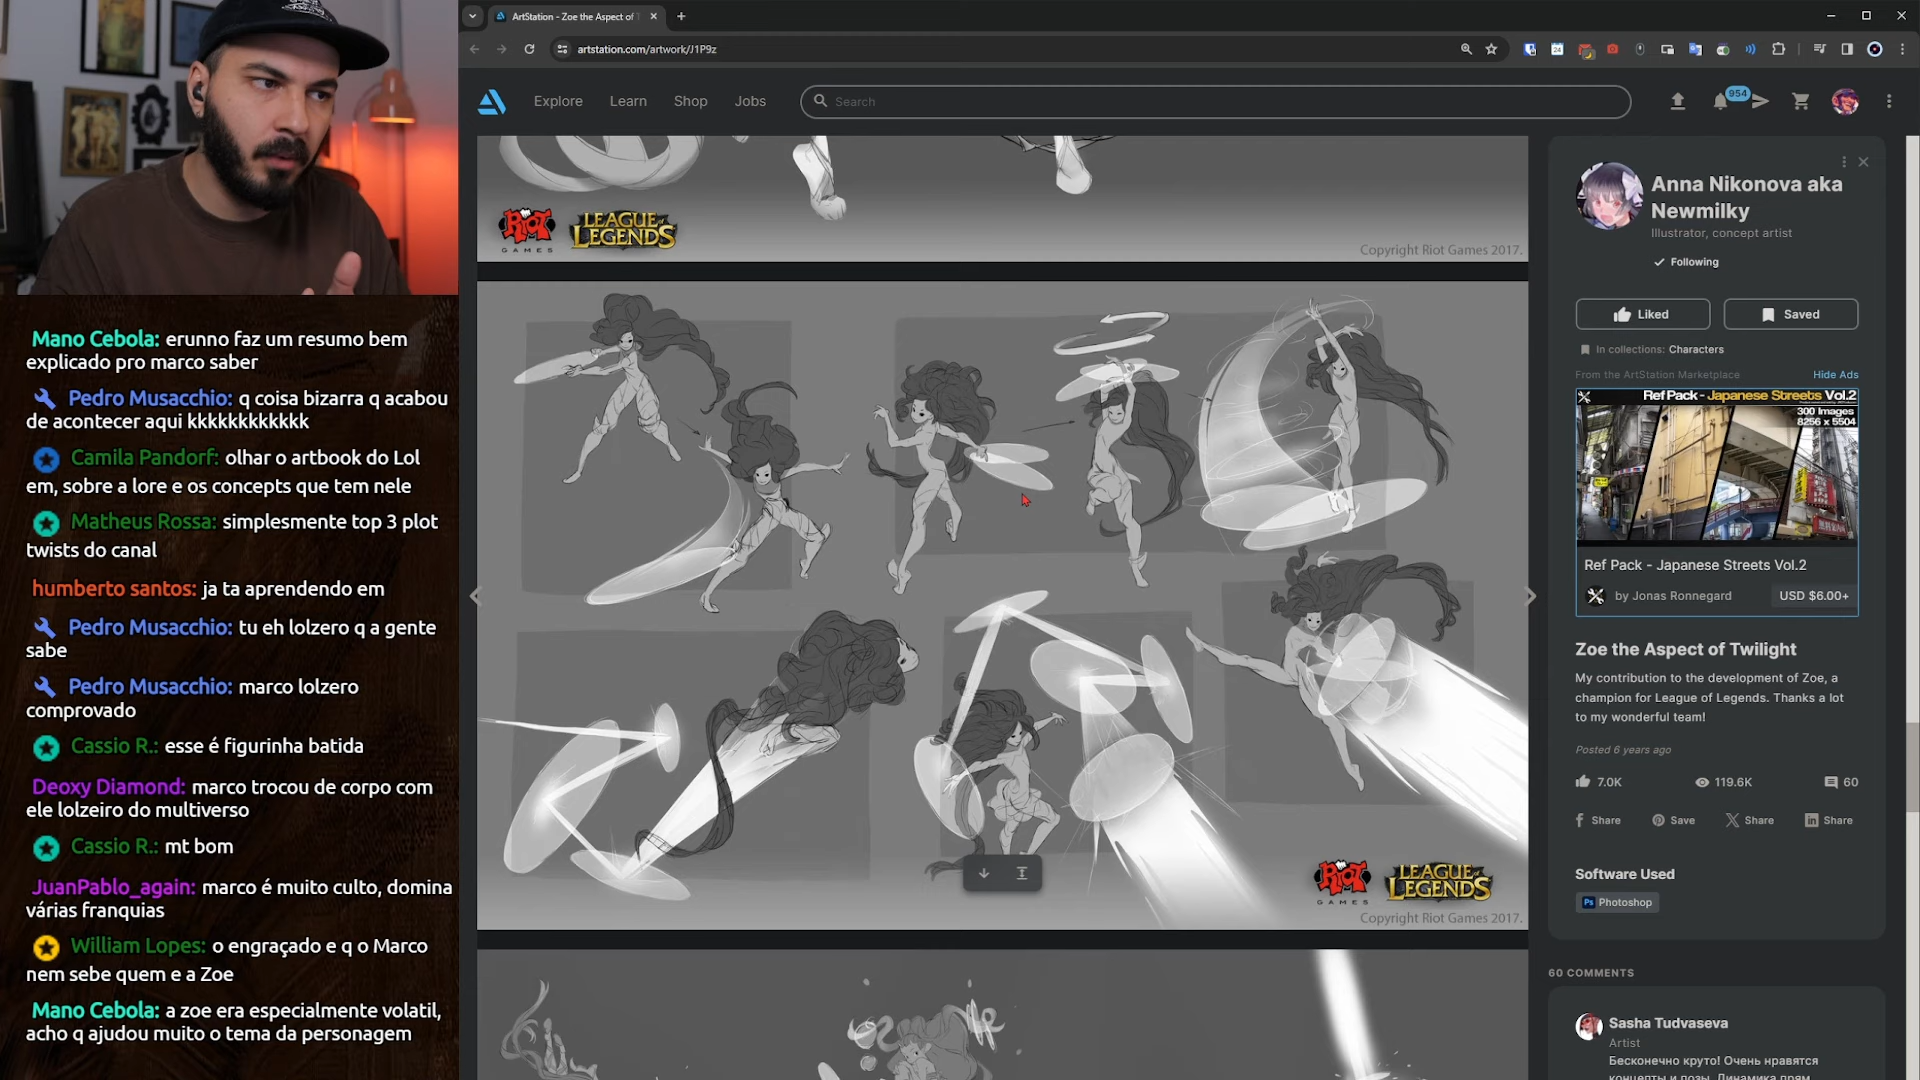 ArtStation - Zoe the Aspect of
artstation.com/artwork/J1P9z
24
Explore
Learn
Shop
Jobs
Search
954
RIOT
GAMES
LEAGUE of
LEGENDS
Copyright Riot Games 2017.
RIOT
GAMES
LEAGUE of
LEGENDS
Copyright Riot Games 2017.
Anna Nikonova aka
Newmilky
Illustrator, concept artist
Following
Liked
Saved
In collections: Characters
From the ArtStation Marketplace
Hide Ads
Ref Pack - Japanese Streets Vol.2
300 Images
8256 x 5504
Ref Pack - Japanese Streets Vol.2
by Jonas Ronnegard
USD $6.00+
Zoe the Aspect of Twilight
My contribution to the development of Zoe, a
champion for League of Legends. Thanks a lot
to my wonderful team!
Posted 6 years ago
7.0K
119.6K
60
Share
Save
Share
Share
Software Used
Ps Photoshop
60 COMMENTS
Sasha Tudvaseva
Artist
Бесконечно круто! Очень нравятся
концепты и позы. Динамика прям
Mano Cebola: erunno faz um resumo bem
explicado pro marco saber
Pedro Musacchio: q coisa bizarra q acabou
de acontecer aqui kkkkkkkkkkkk
Camila Pandorf: olhar o artbook do Lol
em, sobre a lore e os concepts que tem nele
Matheus Rossa: simplesmente top 3 plot
twists do canal
humberto santos: ja ta aprendendo em
Pedro Musacchio: tu eh lolzero q a gente
sabe
Pedro Musacchio: marco lolzero
comprovado
Cassio R.: esse é figurinha batida
Deoxy Diamond: marco trocou de corpo com
ele lolzeiro do multiverso
Cassio R.: mt bom
JuanPablo_again: marco é muito culto, domina
várias franquias
William Lopes: o engraçado e q o Marco
nem sebe quem e a Zoe
Mano Cebola: a zoe era especialmente volatil,
acho q ajudou muito o tema da personagem